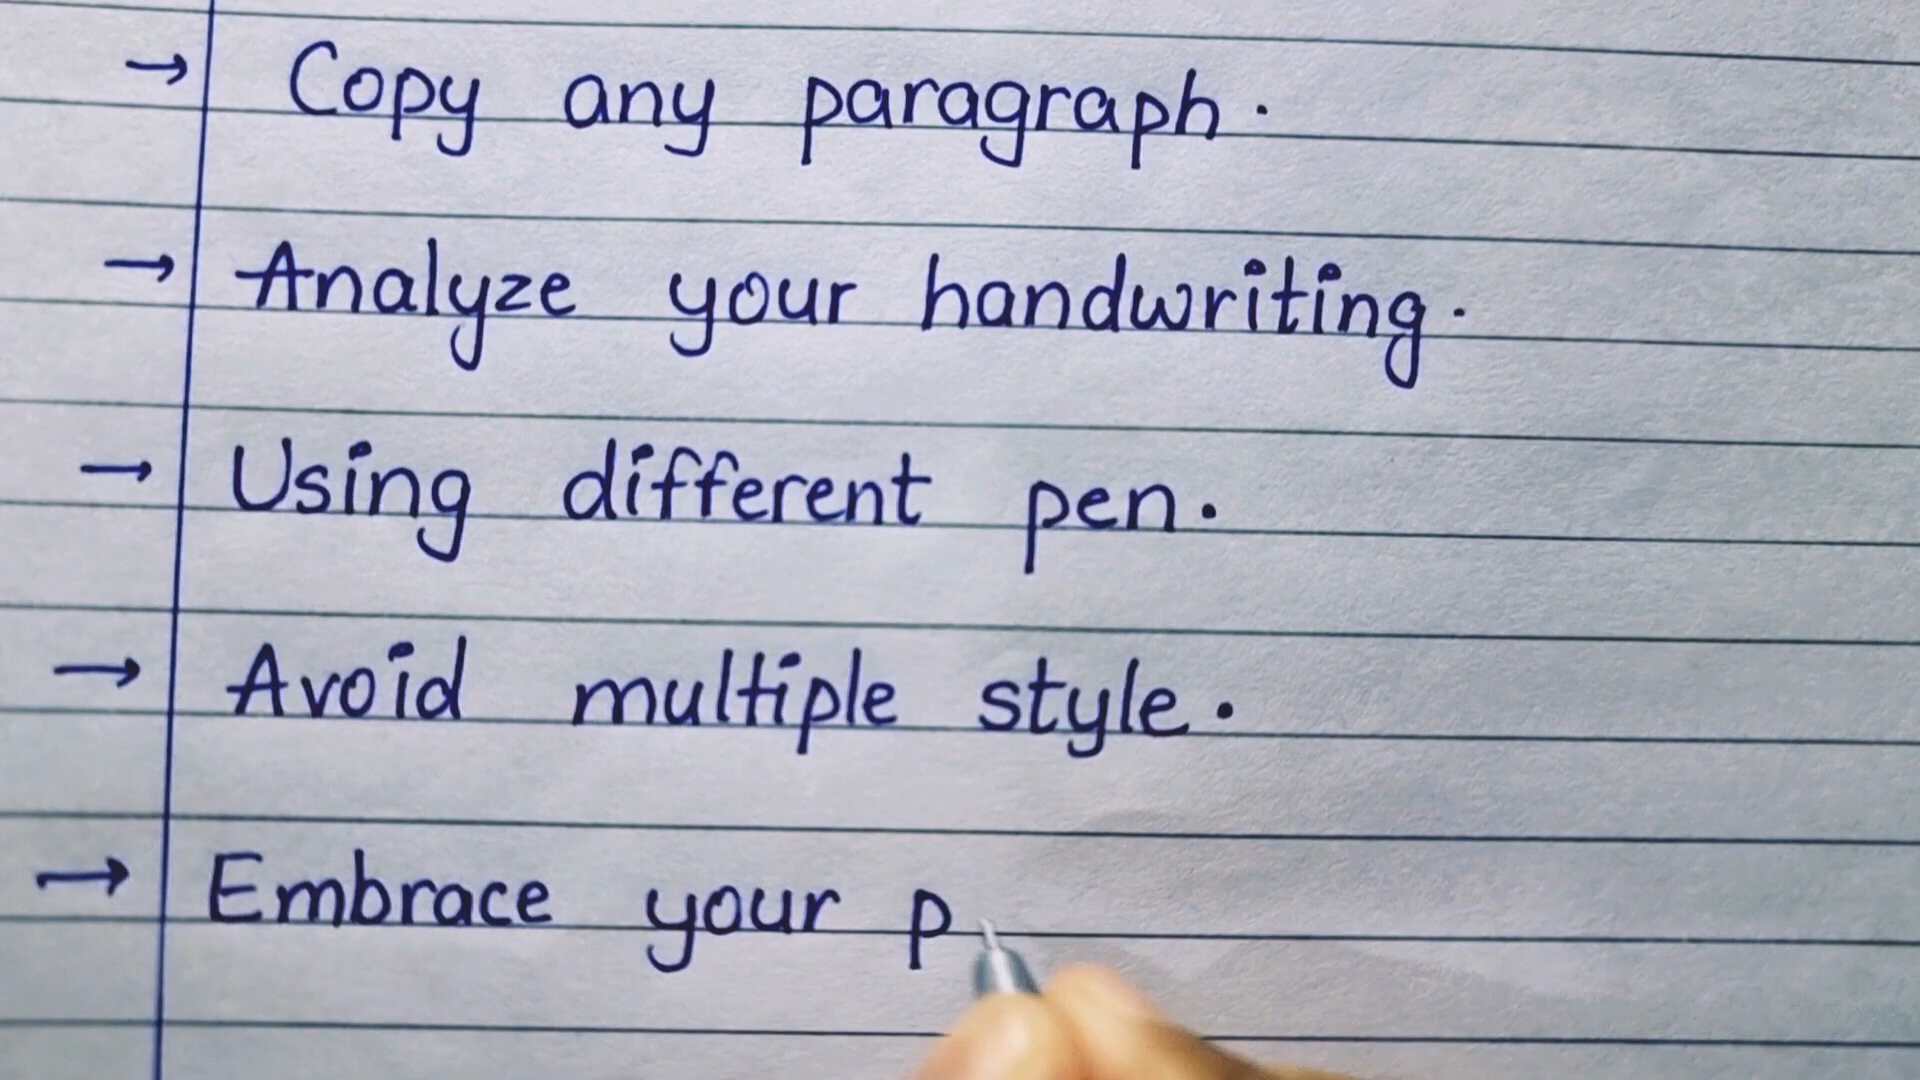 → Copy any paragraph.
→ Analyze your handwriting.
→ Using different pen.
→ Avoid multiple style.
→ Embrace your p